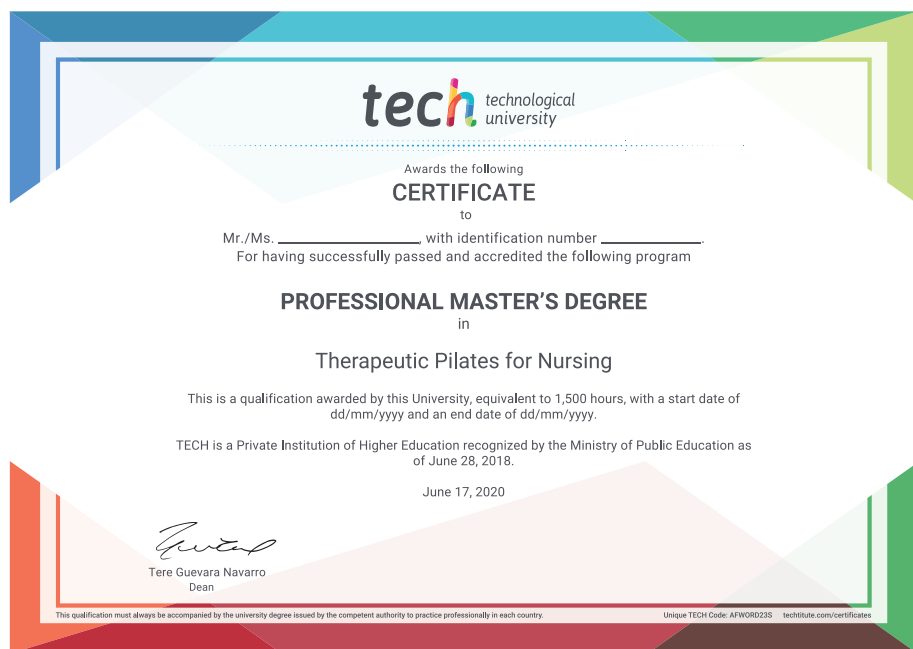 tech technological
university
Awards the following
CERTIFICATE
to
Mr./Ms. ____________________, with identification number ______________.
For having successfully passed and accredited the following program
PROFESSIONAL MASTER'S DEGREE
in
Therapeutic Pilates for Nursing
This is a qualification awarded by this University, equivalent to 1,500 hours, with a start date of
dd/mm/yyyy and an end date of dd/mm/yyyy.
TECH is a Private Institution of Higher Education recognized by the Ministry of Public Education as
of June 28, 2018.
June 17, 2020
Tere Guevara Navarro
Dean
This qualification must always be accompanied by the university degree issued by the competent authority to practice professionally in each country.
Unique TECH Code: AFWORD23S techtitute.com/certificates